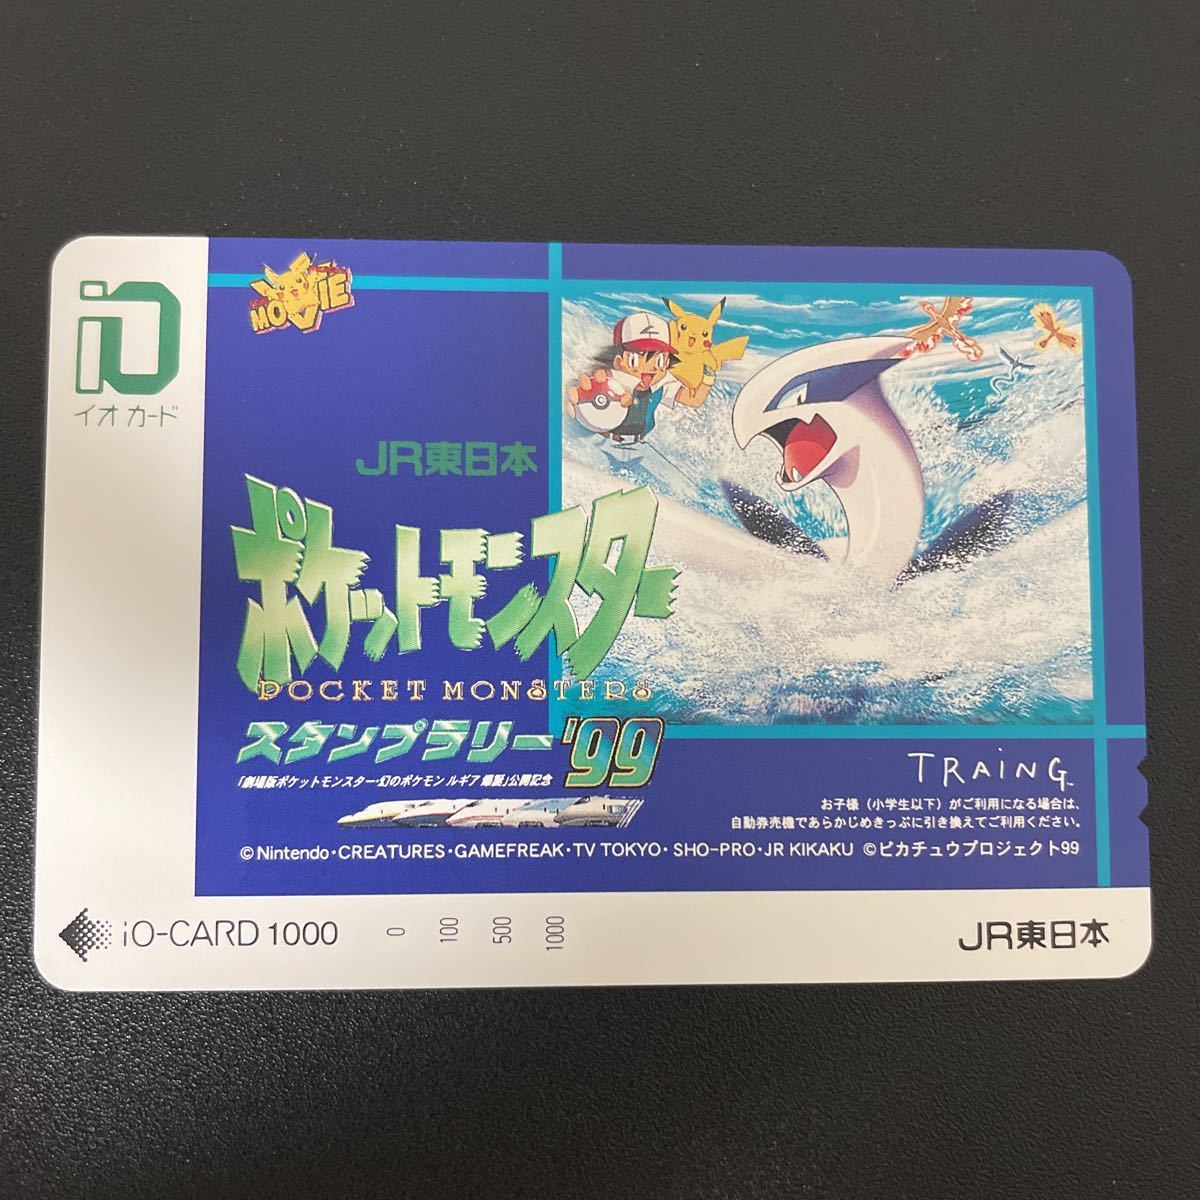 iO
イオカード
MOVIE
JR東日本
ポケットモンスター
POCKET MONSTERS
スタンプラリー'99
「劇場版ポケットモンスター・幻のポケモン ルギア 爆誕」公開記念
TRAiNG
お子様(小学生以下)がご利用になる場合は、
自動券売機であらかじめきっぷに引き換えてご利用ください。
©Nintendo・CREATURES・GAMEFREAK・TV TOKYO・SHO-PRO・JR KIKAKU ©ピカチュウプロジェクト99
iO-CARD 1000 0 100 500 1000
JR東日本